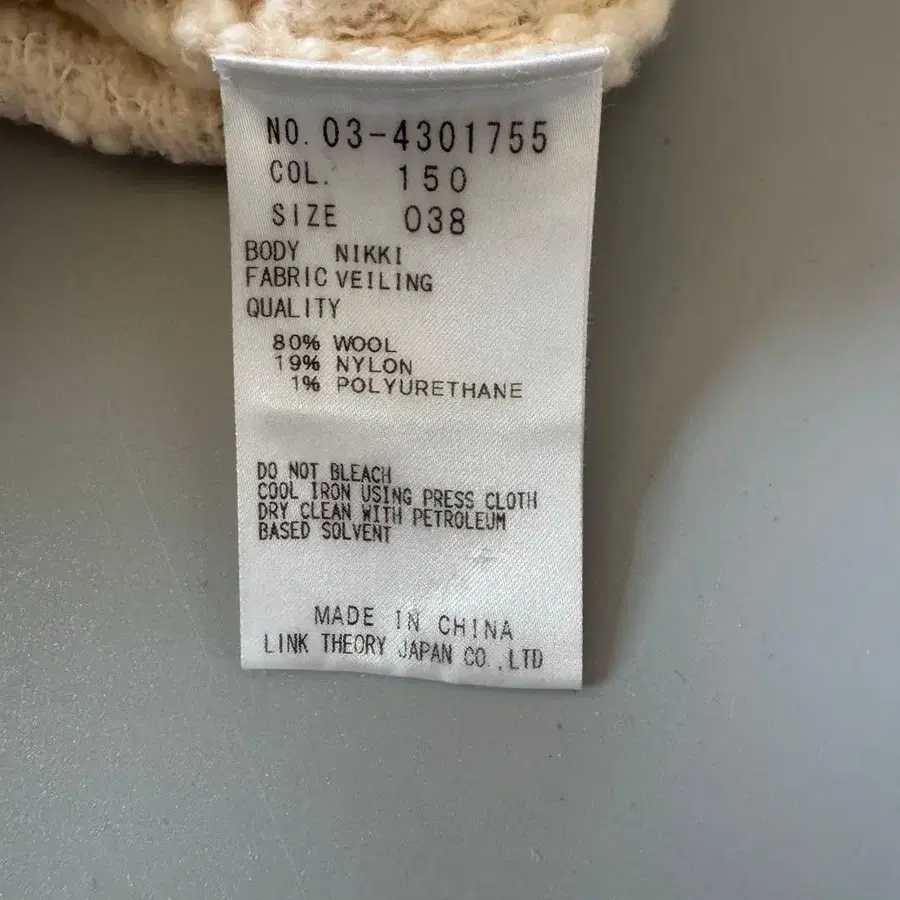 NO. 03-4301755
COL. 150
SIZE 038
BODY NIKKI
FABRIC VEILING
QUALITY
80% WOOL
19% NYLON
1% POLYURETHANE
DO NOT BLEACH
COOL IRON USING PRESS CLOTH
DRY CLEAN WITH PETROLEUM
BASED SOLVENT
MADE IN CHINA
LINK THEORY JAPAN CO.,LTD